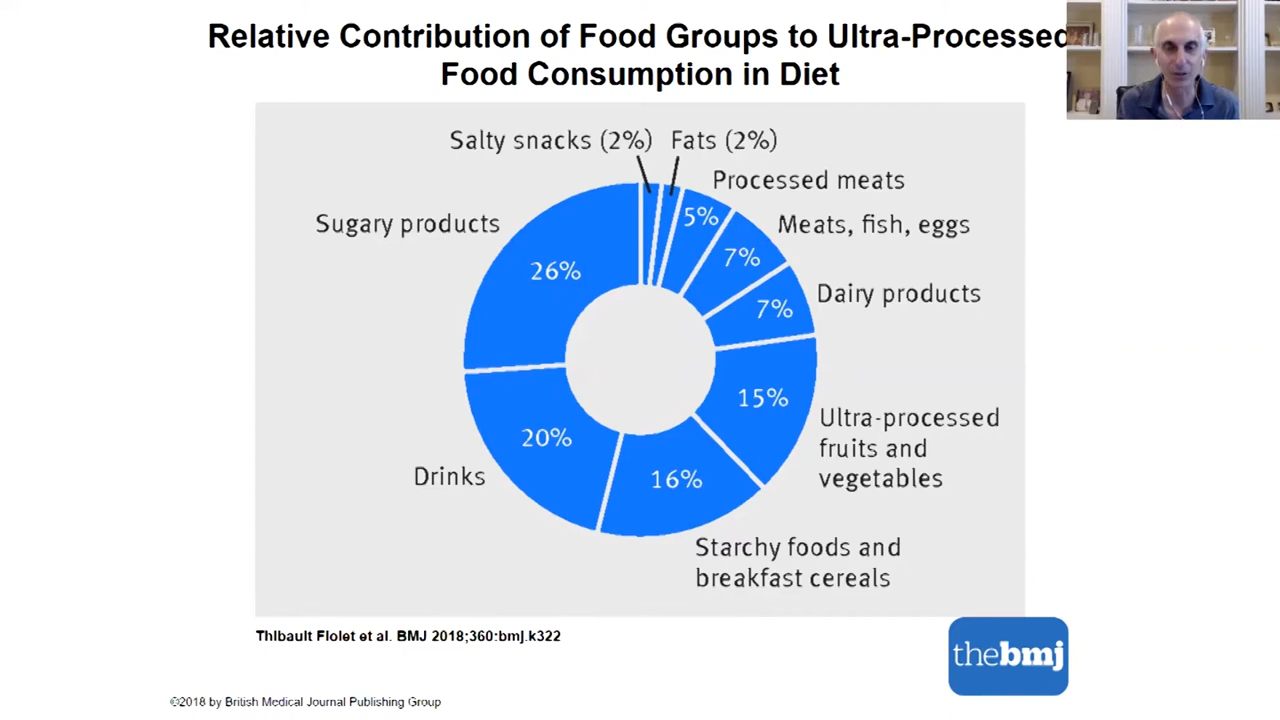 Relative Contribution of Food Groups to Ultra-Processed
Food Consumption in Diet
Salty snacks (2%)
Fats (2%)
Processed meats
5%
Meats, fish, eggs
7%
Dairy products
7%
Sugary products
26%
15%
Ultra-processed
fruits and
vegetables
20%
Drinks
16%
Starchy foods and
breakfast cereals
Thibault Fiolet et al. BMJ 2018;360:bmj.k322
thebmj
©2018 by British Medical Journal Publishing Group